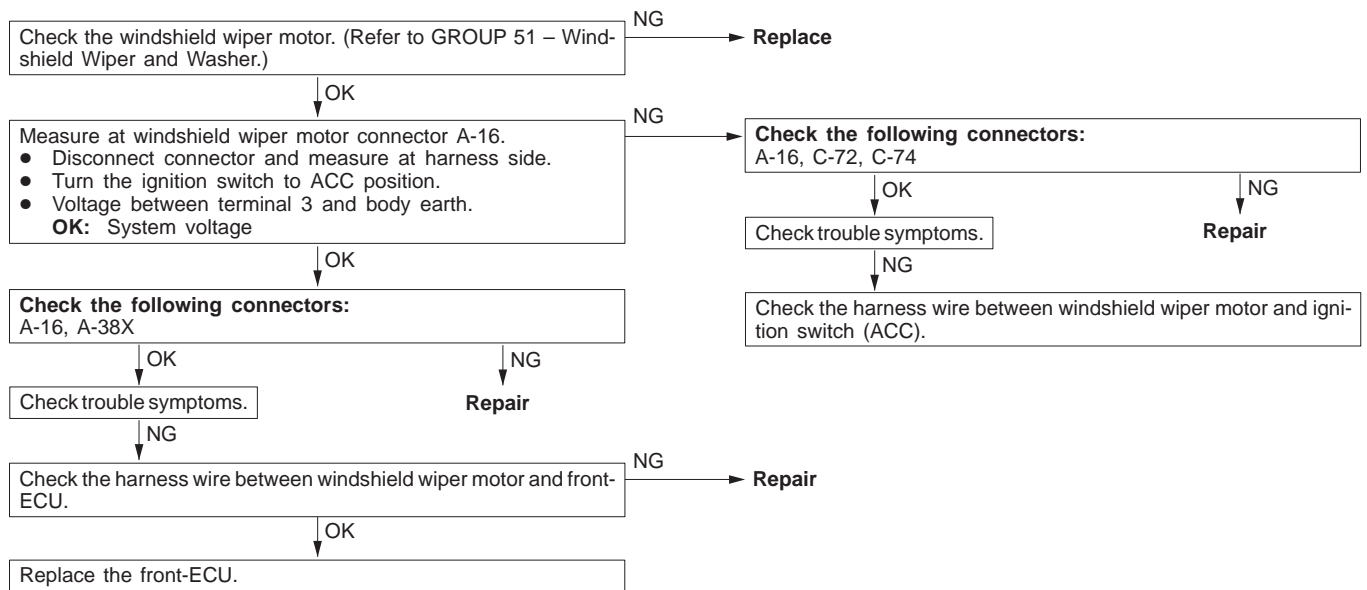 Check the windshield wiper motor. (Refer to GROUP 51 – Wind-
shield Wiper and Washer.)
NG
Replace
OK
Measure at windshield wiper motor connector A-16.
● Disconnect connector and measure at harness side.
● Turn the ignition switch to ACC position.
● Voltage between terminal 3 and body earth.
OK: System voltage
NG
Check the following connectors:
A-16, C-72, C-74
OK
NG
Check trouble symptoms.
Repair
NG
Check the harness wire between windshield wiper motor and igni-
tion switch (ACC).
OK
Check the following connectors:
A-16, A-38X
OK
NG
Check trouble symptoms.
Repair
NG
Check the harness wire between windshield wiper motor and front-
ECU.
NG
Repair
OK
Replace the front-ECU.